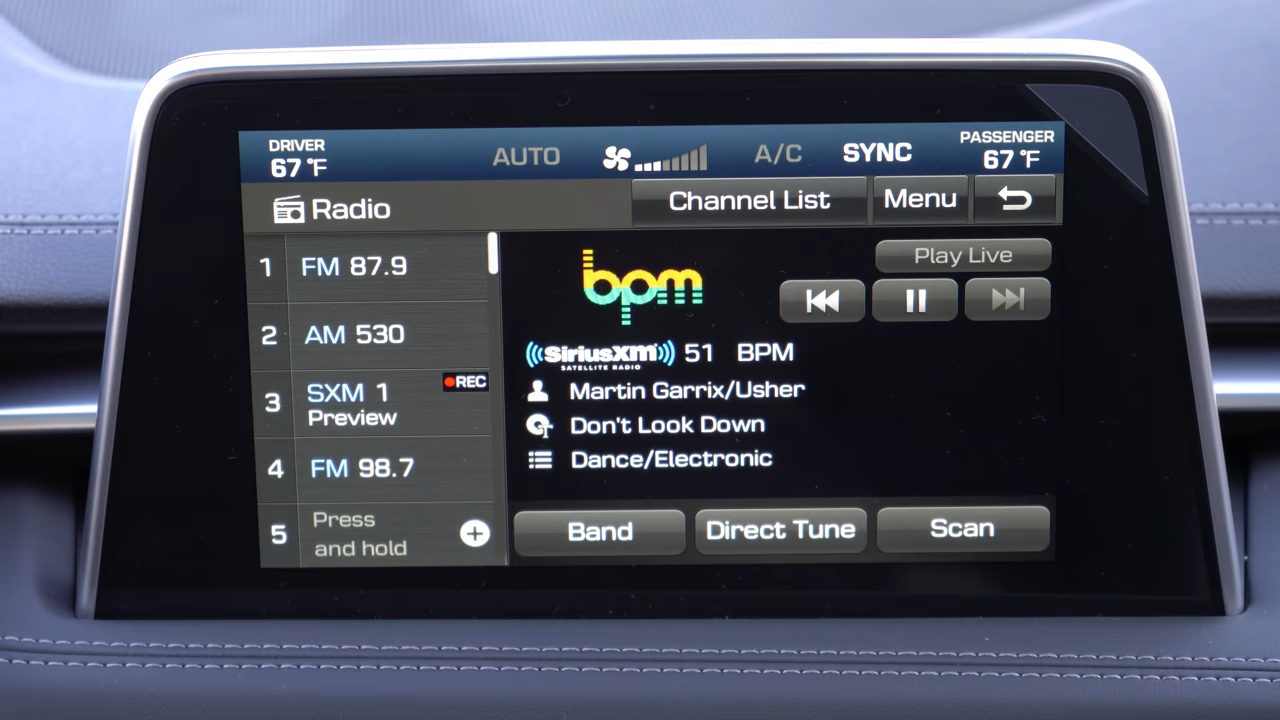 DRIVER
67 °F
AUTO
A/C
SYNC
PASSENGER
67 °F
Radio
Channel List
Menu
1 FM 87.9
2 AM 530
3 SXM 1
Preview
REC
4 FM 98.7
5 Press
and hold
bpm
Play Live
SiriusXM 51 BPM
SATELLITE RADIO
Martin Garrix/Usher
Don't Look Down
Dance/Electronic
Band
Direct Tune
Scan